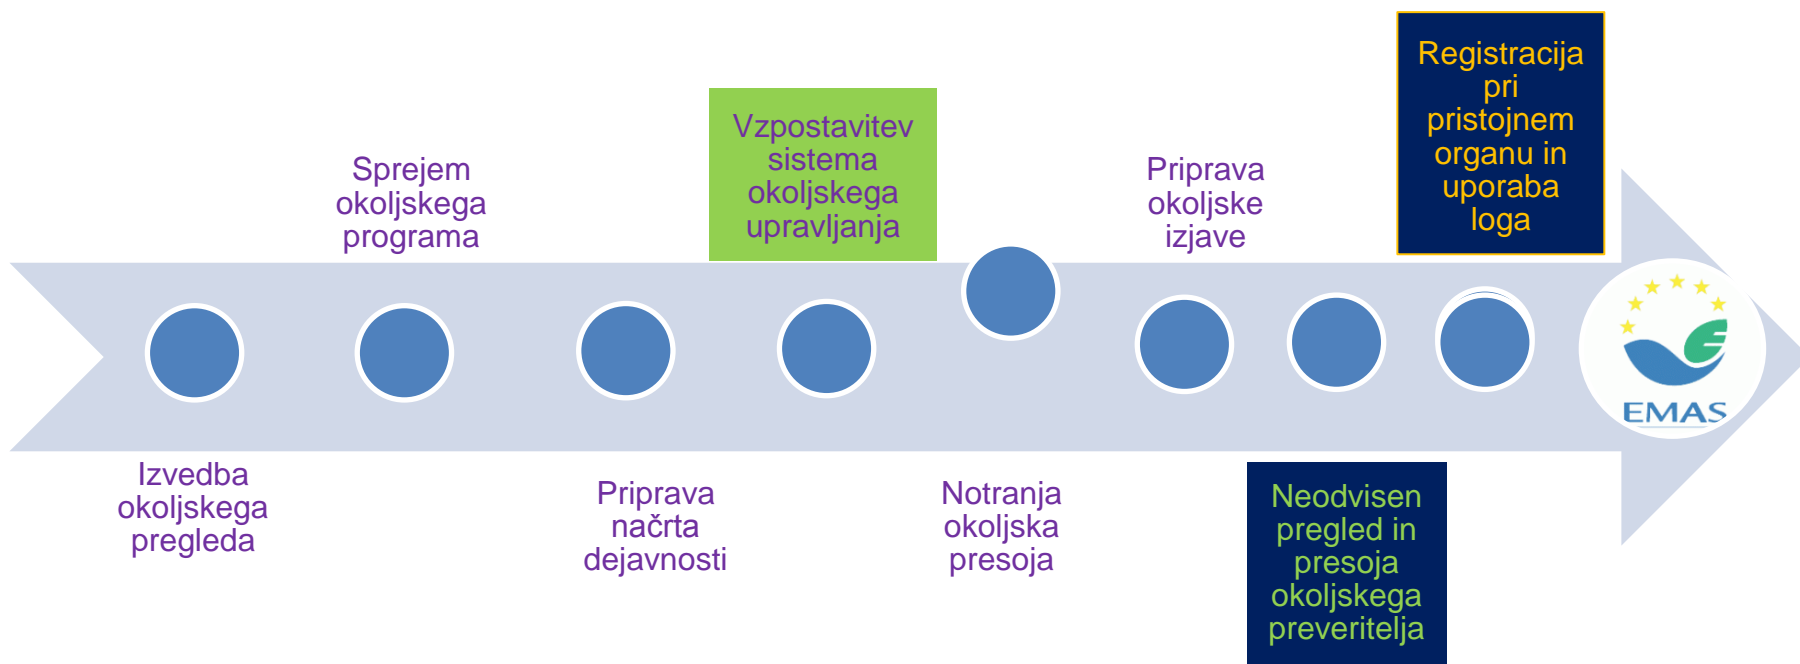 Izvedba
okoljskega
pregleda
Sprejem
okoljskega
programa
Priprava
načrta
dejavnosti
Vzpostavitev
sistema
okoljskega
upravljanja
Notranja
okoljska
presoja
Priprava
okoljske
izjave
Neodvisen
pregled in
presoja
okoljskega
preveritelja
Registracija
pri
pristojnem
organu in
uporaba
loga
EMAS